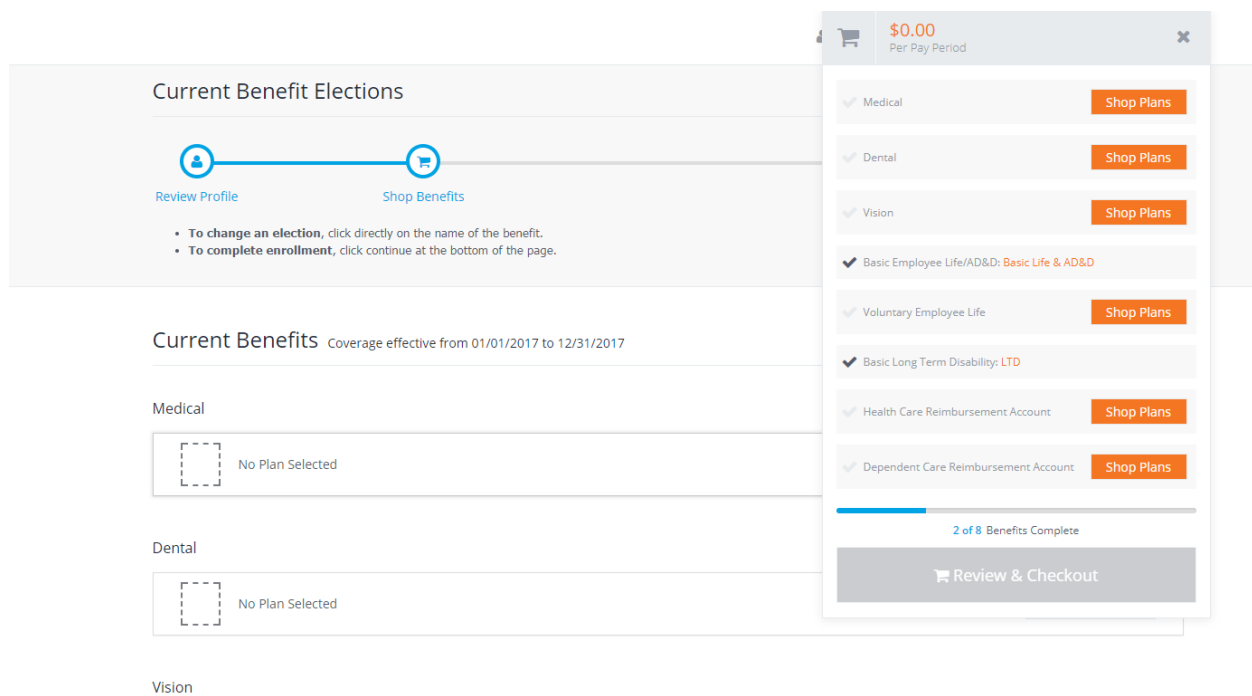 $0.00
Per Pay Period
Current Benefit Elections
Review Profile
Shop Benefits
To change an election, click directly on the name of the benefit.
To complete enrollment, click continue at the bottom of the page.
Current Benefits Coverage effective from 01/01/2017 to 12/31/2017
Medical
No Plan Selected
Dental
No Plan Selected
Vision
Medical Shop Plans
Dental Shop Plans
Vision Shop Plans
Basic Employee Life/AD&D: Basic Life & AD&D
Voluntary Employee Life Shop Plans
Basic Long Term Disability: LTD
Health Care Reimbursement Account Shop Plans
Dependent Care Reimbursement Account Shop Plans
2 of 8 Benefits Complete
Review & Checkout